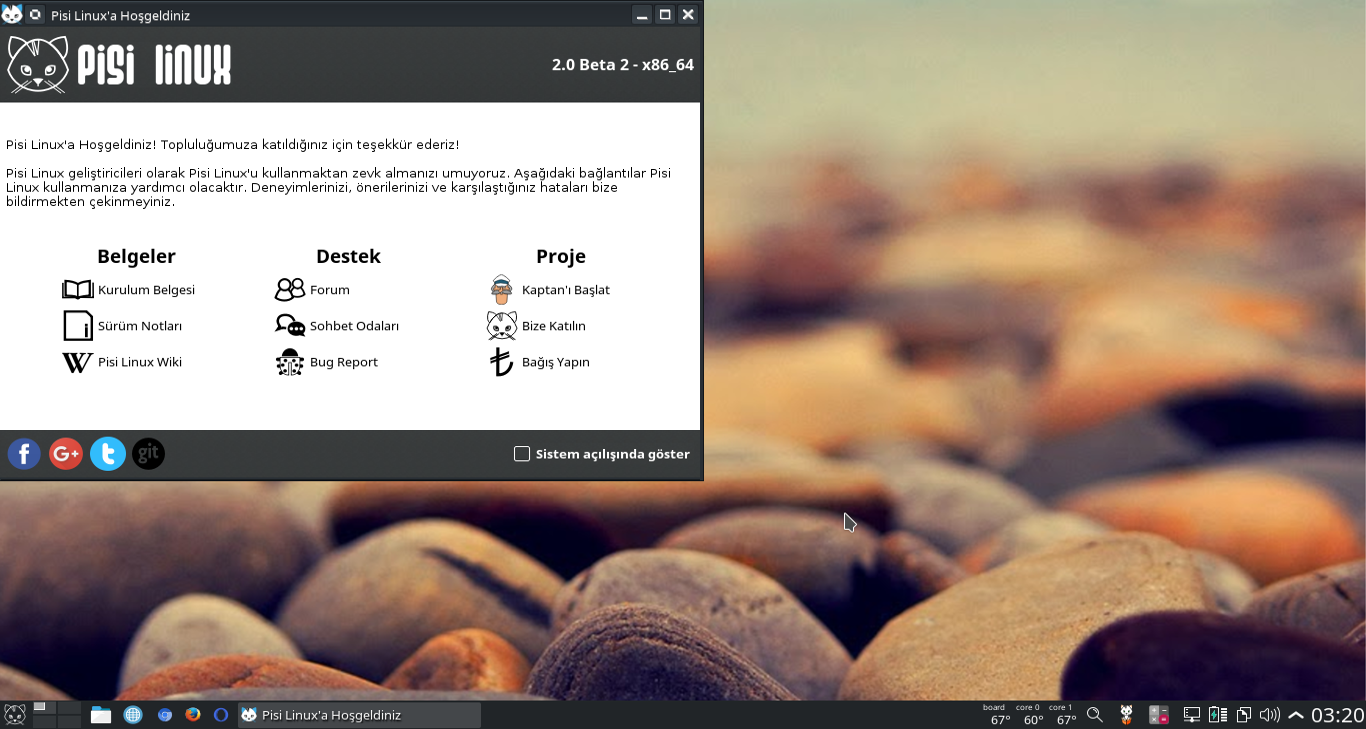 Pisi Linux'a Hoşgeldiniz
PiSi LiNUX
2.0 Beta 2 - x86_64
Pisi Linux'a Hoşgeldiniz! Topluluğumuza katıldığınız için teşekkür ederiz!
Pisi Linux geliştiricileri olarak Pisi Linux'u kullanmaktan zevk almanızı umuyoruz. Aşağıdaki bağlantılar Pisi
Linux kullanmanıza yardımcı olacaktır. Deneyimlerinizi, önerilerinizi ve karşılaştığınız hataları bize
bildirmekten çekinmeyiniz.
Belgeler
Kurulum Belgesi
Sürüm Notları
Pisi Linux Wiki
Destek
Forum
Sohbet Odaları
Bug Report
Proje
Kaptan'ı Başlat
Bize Katılın
Bağış Yapın
f G+ t git
Sistem açılışında göster
Pisi Linux'a Hoşgeldiniz
board core 0 core 1
67° 60° 67°
03:20